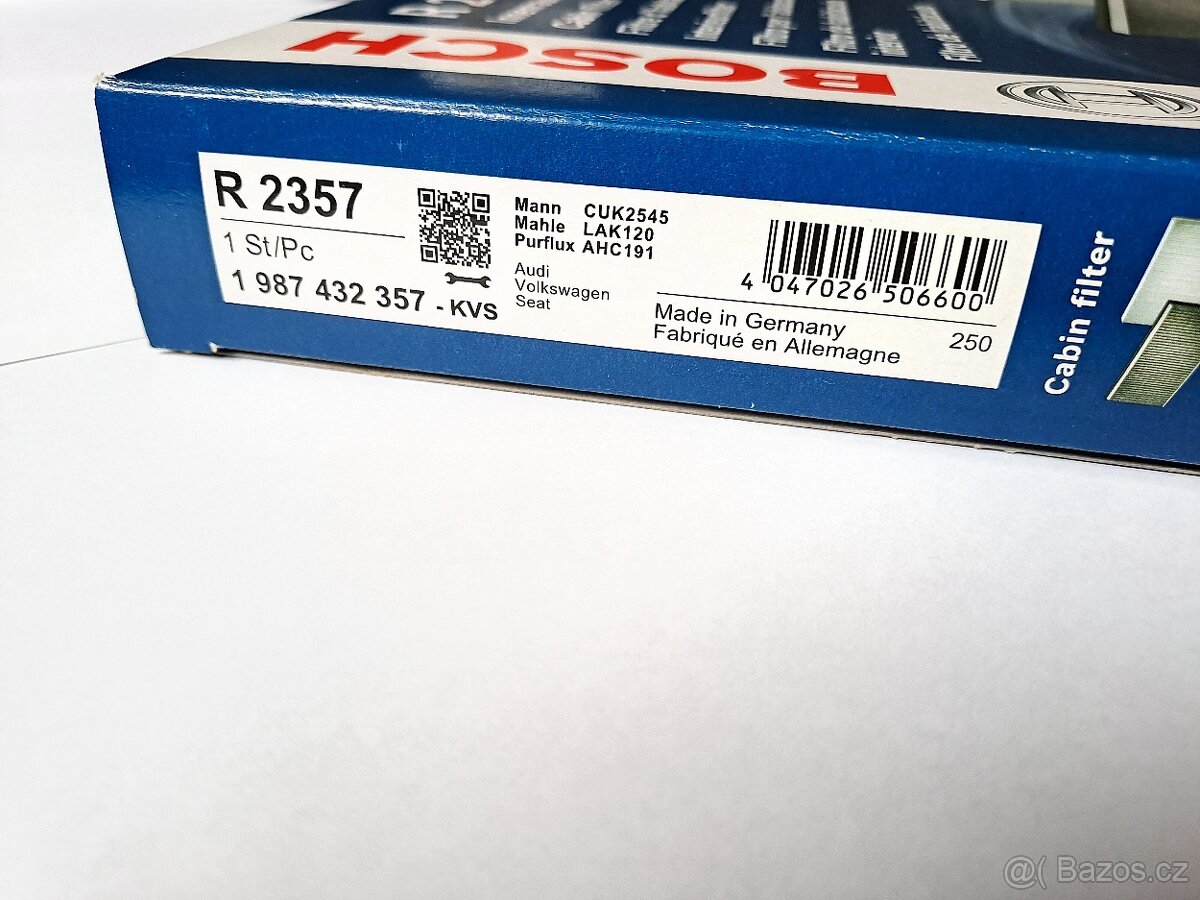 BOSCH
R 2357
1 St/Pc
1 987 432 357 - KVS
Mann CUK2545
Mahle LAK120
Purflux AHC191
Audi
Volkswagen
Seat
4 047026 506600
Made in Germany
Fabriqué en Allemagne
250
Cabin filter
@( Bazos.cz